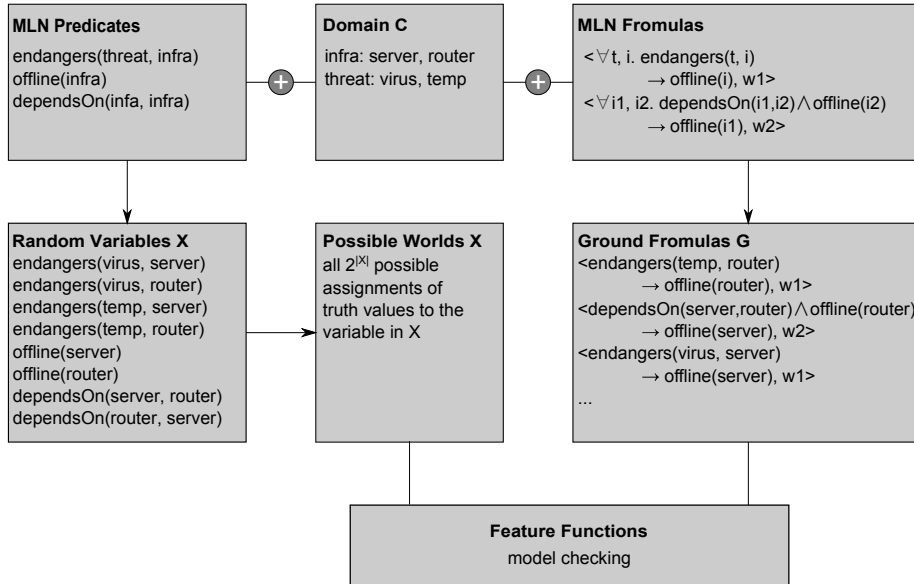 MLN Predicates
endangers(threat, infra)
offline(infra)
dependsOn(infa, infra)
+
Domain C
infra: server, router
threat: virus, temp
+
MLN Fromulas
<∀t, i. endangers(t, i)
→ offline(i), w1>
<∀i1, i2. dependsOn(i1,i2)∧offline(i2)
→ offline(i1), w2>
Random Variables X
endangers(virus, server)
endangers(virus, router)
endangers(temp, server)
endangers(temp, router)
offline(server)
offline(router)
dependsOn(server, router)
dependsOn(router, server)
Possible Worlds X
all 2^|X| possible
assignments of
truth values to the
variable in X
Ground Fromulas G
<endangers(temp, router)
→ offline(router), w1>
<dependsOn(server,router)∧offline(router)
→ offline(server), w2>
<endangers(virus, server)
→ offline(server), w1>
...
Feature Functions
model checking